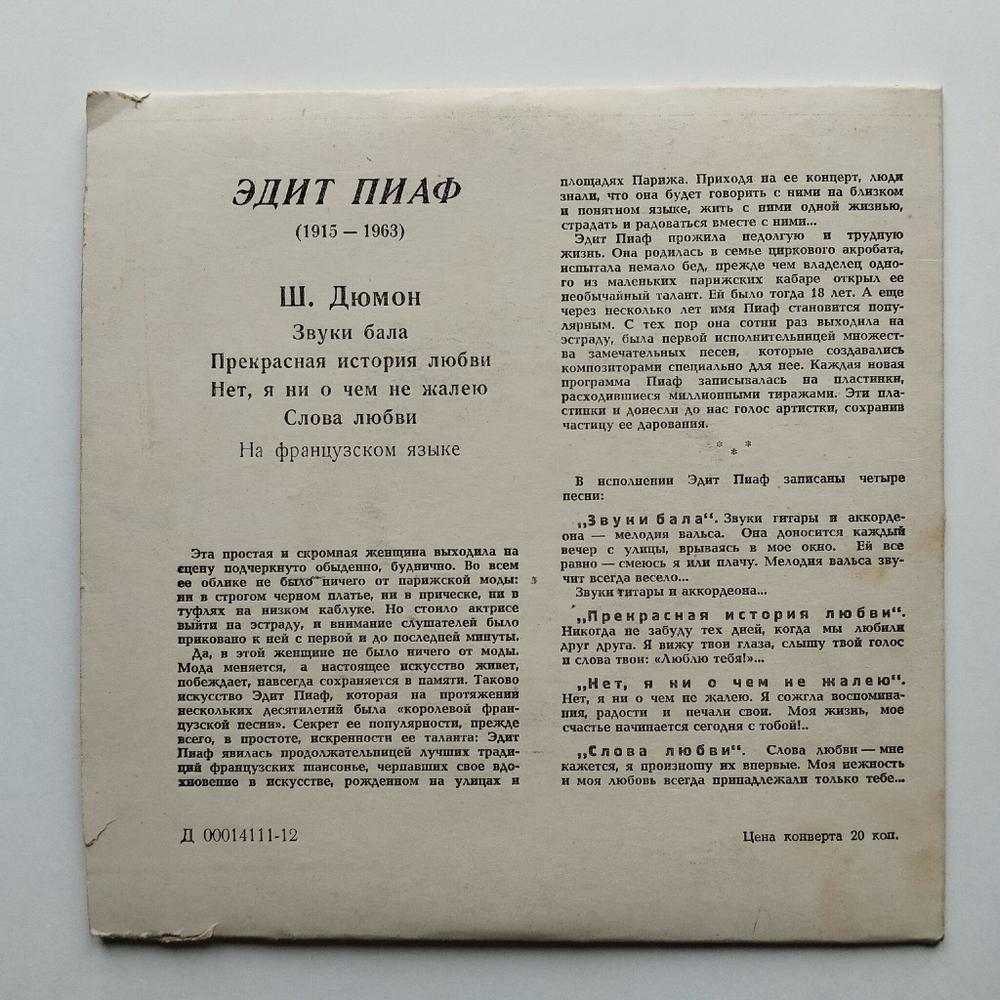 ЭДИТ ПИАФ
(1915 — 1963)
Ш. Дюмон
Звуки бала
Прекрасная история любви
Нет, я ни о чем не жалею
Слова любви
На французском языке
Эта простая и скромная женщина выходила на
сцену подчеркнуто обыденно, буднично. Во всем
ее облике не было ничего от парижской моды:
ни в строгом черном платье, ни в прическе, ни в
туфлях на низком каблуке. Но стоило актрисе
выйти на эстраду, и внимание слушателей было
приковано к ней с первой и до последней минуты.
Да, в этой женщине не было ничего от моды.
Мода меняется, а настоящее искусство живет,
побеждает, навсегда сохраняется в памяти. Таково
искусство Эдит Пиаф, которая на протяжении
нескольких десятилетий была «королевой фран-
цузской песни». Секрет ее популярности, прежде
всего, в простоте, искренности ее таланта: Эдит
Пиаф явилась продолжательницей лучших тради-
ций французских шансонье, черпавших свое вдо-
хновение в искусстве, рожденном на улицах и
площадях Парижа. Приходя на ее концерт, люди
знали, что она будет говорить с ними на близком
и понятном языке, жить с ними одной жизнью,
страдать и радоваться вместе с ними...
Эдит Пиаф прожила недолгую и трудную
жизнь. Она родилась в семье циркового акробата,
испытала немало бед, прежде чем владелец одно-
го из маленьких парижских кабаре открыл ее
необычайный талант. Ей было тогда 18 лет. А еще
через несколько лет имя Пиаф становится попу-
лярным. С тех пор она сотни раз выходила на
эстраду, была первой исполнительницей множест-
ва замечательных песен, которые создавались
композиторами специально для нее. Каждая новая
программа Пиаф записывалась на пластинки,
расходившиеся миллионными тиражами. Эти пла-
стинки и донесли до нас голос артистки, сохранив
частицу ее дарования.
* * *
В исполнении Эдит Пиаф записаны четыре
песни:
„Звуки бала“. Звуки гитары и аккорде-
она — мелодия вальса. Она доносится каждый
вечер с улицы, врываясь в мое окно. Ей все
равно — смеюсь я или плачу. Мелодия вальса зву-
чит всегда весело...
Звуки гитары и аккордеона...
„Прекрасная история любви“.
Никогда не забуду тех дней, когда мы любили
друг друга. Я вижу твои глаза, слышу твой голос
и слова твои: «Люблю тебя!»...
„Нет, я ни о чем не жалею“.
Нет, я ни о чем не жалею. Я сожгла воспомина-
ния, радости и печали свои. Моя жизнь, мое
счастье начинается сегодня с тобой!..
„Слова любви“. Слова любви — мне
кажется, я произношу их впервые. Моя нежность
и моя любовь всегда принадлежали только тебе...
Д 00014111-12
Цена конверта 20 коп.